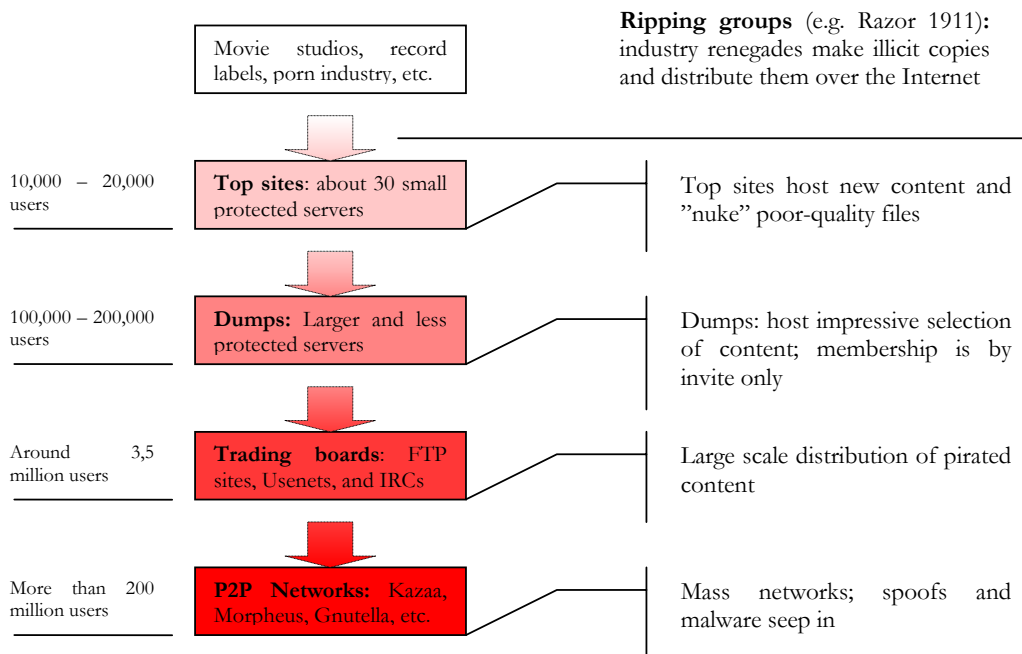 Movie studios, record
labels, porn industry, etc.
Ripping groups (e.g. Razor 1911):
industry renegades make illicit copies
and distribute them over the Internet
10,000 – 20,000
users
Top sites: about 30 small
protected servers
Top sites host new content and
”nuke” poor-quality files
100,000 – 200,000
users
Dumps: Larger and less
protected servers
Dumps: host impressive selection
of content; membership is by
invite only
Around 3,5
million users
Trading boards: FTP
sites, Usenets, and IRCs
Large scale distribution of pirated
content
More than 200
million users
P2P Networks: Kazaa,
Morpheus, Gnutella, etc.
Mass networks; spoofs and
malware seep in